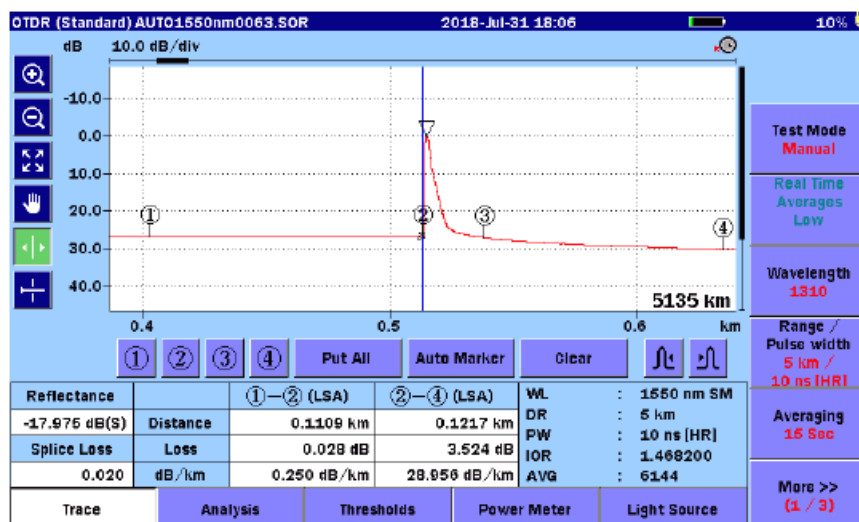 OTDR (Standard) AUTO1550nm0063.SOR 2018-Jul-31 18:06 10%
dB 10.0 dB/div
-10.0
0.0
10.0
20.0
30.0
40.0
① ② ③ ④
5135 km
0.4 0.5 0.6 km
① ② ③ ④ Put All Auto Marker Clear
Reflectance ①—② (LSA) ②—④ (LSA) WL : 1550 nm SM
-17.975 dB(S) Distance 0.1109 km 0.1217 km DR : 5 km
Splice Loss Loss 0.028 dB 3.524 dB PW : 10 ns [HR]
IOR : 1.468200
0.020 dB/km 0.250 dB/km 28.956 dB/km AVG : 6144
Trace Analysis Thresholds Power Meter Light Source
Test Mode
Manual
Real Time
Averages
Low
Wavelength
1310
Range /
Pulse width
5 km /
10 ns [HR]
Averaging
15 Sec
More >>
(1 / 3)